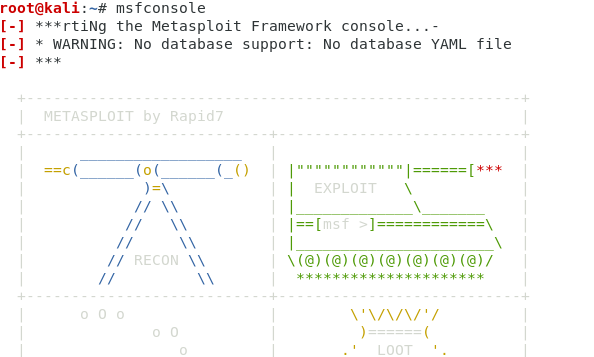 root@kali:~# msfconsole
[-] ***rtiNg the Metasploit Framework console...-
[-] * WARNING: No database support: No database YAML file
[-] ***
METASPLOIT by Rapid7
==c(______(o(______(_() |"""""""""""|======[***
)=\ | EXPLOIT \
// \\ |_____________\_______
// \\ |==[msf >]============\
// \\ |______________________\
// RECON \\ \(@)(@)(@)(@)(@)(@)(@)/
// \\ *********************
o O o \'\/\/\/'/
o O )======(
o .' LOOT '.